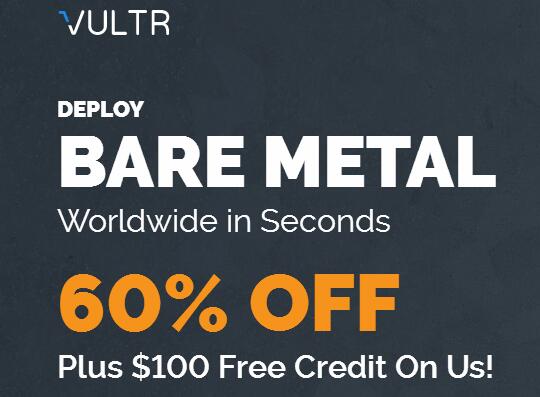 VULTR
DEPLOY
BARE METAL
Worldwide in Seconds
60% OFF
Plus $100 Free Credit On Us!